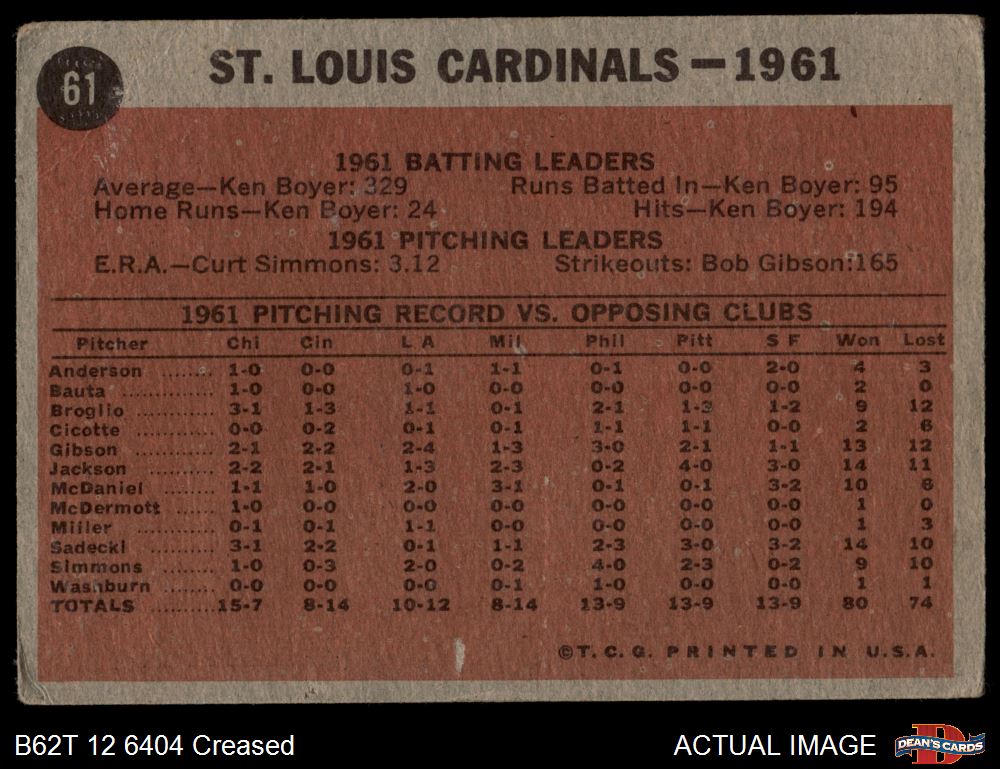 61
ST. LOUIS CARDINALS — 1961
1961 BATTING LEADERS
Average—Ken Boyer: 329 Runs Batted In—Ken Boyer: 95
Home Runs—Ken Boyer: 24 Hits—Ken Boyer: 194
1961 PITCHING LEADERS
E.R.A.—Curt Simmons: 3.12 Strikeouts: Bob Gibson:165
1961 PITCHING RECORD VS. OPPOSING CLUBS
Pitcher Chi Cin L A Mil Phil Pitt S F Won Lost
Anderson ........ 1-0 0-0 0-1 1-1 0-1 0-0 2-0 4 3
Bauta ............. 1-0 0-0 1-0 0-0 0-0 0-0 0-0 2 0
Broglio ............ 3-1 1-3 1-1 0-1 2-1 1-3 1-2 9 12
Cicotte ............ 0-0 0-2 0-1 0-1 1-1 1-1 0-0 2 6
Gibson ............ 2-1 2-2 2-4 1-3 3-0 2-1 1-1 13 12
Jackson .......... 2-2 2-1 1-3 2-3 0-2 4-0 3-0 14 11
McDaniel ........ 1-1 1-0 2-0 3-1 0-1 0-1 3-2 10 6
McDermott ...... 1-0 0-0 0-0 0-0 0-0 0-0 0-0 1 0
Miller .............. 0-1 0-1 1-1 0-0 0-0 0-0 0-0 1 3
Sadecki .......... 3-1 2-2 0-1 1-1 2-3 3-0 3-2 14 10
Simmons ........ 1-0 0-3 2-0 0-2 4-0 2-3 0-2 9 10
Washburn ....... 0-0 0-0 0-0 0-1 1-0 0-0 0-0 1 1
TOTALS .......... 15-7 8-14 10-12 8-14 13-9 13-9 13-9 80 74
©T.C.G. PRINTED IN U.S.A.
B62T 12 6404 Creased ACTUAL IMAGE DEAN'S CARDS